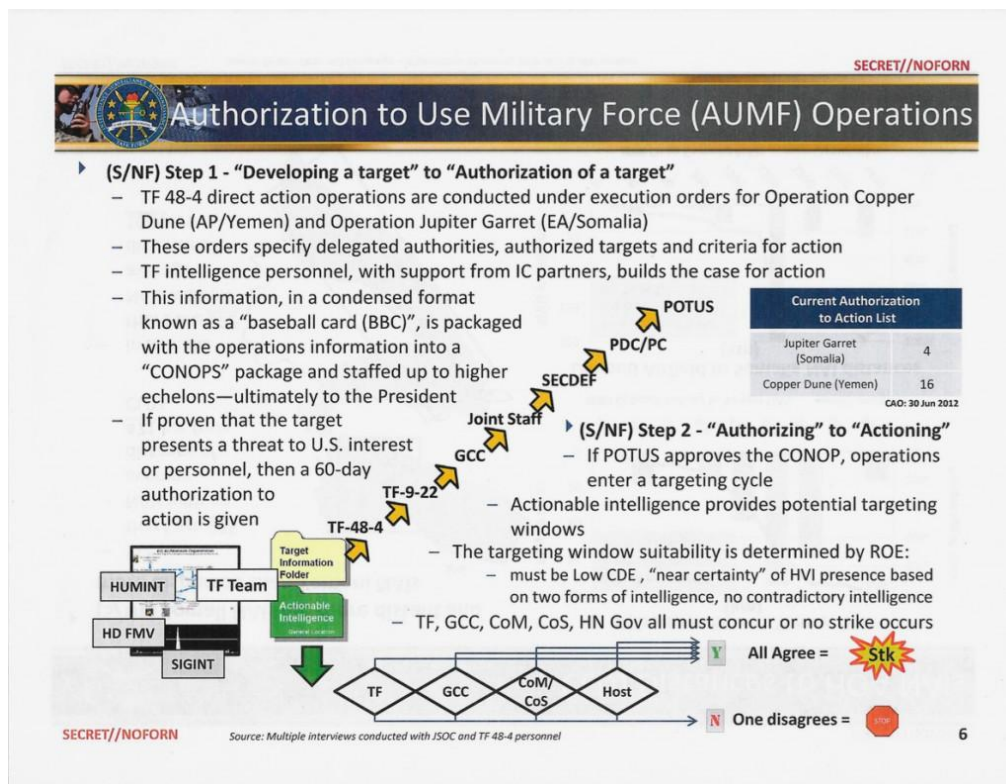 SECRET//NOFORN
Authorization to Use Military Force (AUMF) Operations
(S/NF) Step 1 - “Developing a target” to “Authorization of a target”
– TF 48-4 direct action operations are conducted under execution orders for Operation Copper
Dune (AP/Yemen) and Operation Jupiter Garret (EA/Somalia)
– These orders specify delegated authorities, authorized targets and criteria for action
– TF intelligence personnel, with support from IC partners, builds the case for action
– This information, in a condensed format
known as a “baseball card (BBC)”, is packaged
with the operations information into a
“CONOPS” package and staffed up to higher
echelons—ultimately to the President
– If proven that the target
presents a threat to U.S. interest
or personnel, then a 60-day
authorization to
action is given
POTUS
PDC/PC
SECDEF
Joint Staff
GCC
TF-9-22
TF-48-4
Current Authorization
to Action List
Jupiter Garret
(Somalia)
4
Copper Dune (Yemen)
16
CAO: 30 Jun 2012
(S/NF) Step 2 - “Authorizing” to “Actioning”
– If POTUS approves the CONOP, operations
enter a targeting cycle
– Actionable intelligence provides potential targeting
windows
– The targeting window suitability is determined by ROE:
- must be Low CDE , “near certainty” of HVI presence based
on two forms of intelligence, no contradictory intelligence
– TF, GCC, CoM, CoS, HN Gov all must concur or no strike occurs
Target
Information
Folder
Actionable
Intelligence
General Location
HUMINT
TF Team
HD FMV
SIGINT
TF
GCC
CoM/
CoS
Host
Y
All Agree =
Stk
N
One disagrees =
STOP
SECRET//NOFORN
Source: Multiple interviews conducted with JSOC and TF 48-4 personnel
6